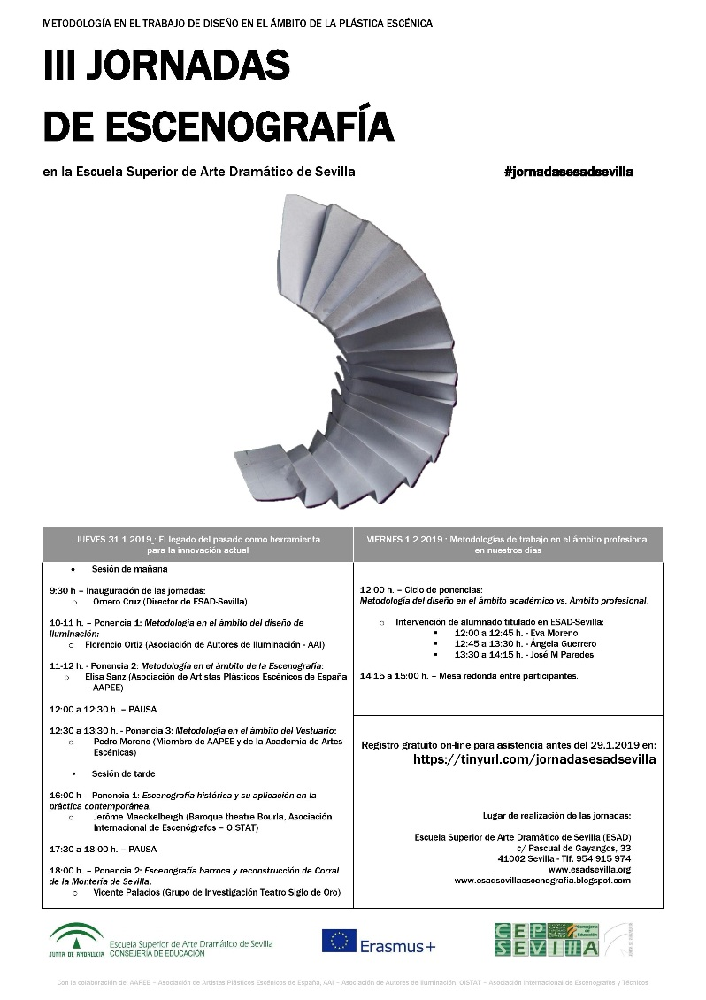 METODOLOGÍA EN EL TRABAJO DE DISEÑO EN EL ÁMBITO DE LA PLÁSTICA ESCÉNICA
III JORNADAS
DE ESCENOGRAFÍA
en la Escuela Superior de Arte Dramático de Sevilla
#jornadasesadsevilla
JUEVES 31.1.2019 : El legado del pasado como herramienta
para la innovación actual
• Sesión de mañana
9:30 h – Inauguración de las jornadas:
o Omero Cruz (Director de ESAD-Sevilla)
10-11 h. – Ponencia 1: Metodología en el ámbito del diseño de
Iluminación:
o Florencio Ortiz (Asociación de Autores de Iluminación - AAI)
11-12 h. - Ponencia 2: Metodología en el ámbito de la Escenografía:
o Elisa Sanz (Asociación de Artistas Plásticos Escénicos de España
– AAPEE)
12:00 a 12:30 h. – PAUSA
12:30 a 13:30 h. - Ponencia 3: Metodología en el ámbito del Vestuario:
o Pedro Moreno (Miembro de AAPEE y de la Academia de Artes
Escénicas)
• Sesión de tarde
16:00 h – Ponencia 1: Escenografía histórica y su aplicación en la
práctica contemporánea.
o Jerôme Maeckelbergh (Baroque theatre Bourla, Asociación
Internacional de Escenógrafos – OISTAT)
17:30 a 18:00 h. – PAUSA
18:00 h. – Ponencia 2: Escenografía barroca y reconstrucción de Corral
de la Montería de Sevilla.
o Vicente Palacios (Grupo de Investigación Teatro Siglo de Oro)
VIERNES 1.2.2019 : Metodologías de trabajo en el ámbito profesional
en nuestros días
12:00 h. – Ciclo de ponencias:
Metodología del diseño en el ámbito académico vs. Ámbito profesional.
o Intervención de alumnado titulado en ESAD-Sevilla:
▪ 12:00 a 12:45 h. - Eva Moreno
▪ 12:45 a 13:30 h. - Ángela Guerrero
▪ 13:30 a 14:15 h. - José M Paredes
14:15 a 15:00 h. – Mesa redonda entre participantes.
Registro gratuito on-line para asistencia antes del 29.1.2019 en:
https://tinyurl.com/jornadasesadsevilla
Lugar de realización de las jornadas:
Escuela Superior de Arte Dramático de Sevilla (ESAD)
c/ Pascual de Gayangos, 33
41002 Sevilla - Tlf. 954 915 974
www.esadsevilla.org
www.esadsevillaescenografia.blogspot.com
JUNTA DE ANDALUCIA
Escuela Superior de Arte Dramático de Sevilla
CONSEJERÍA DE EDUCACIÓN
Erasmus+
CEP
SEVILLA
Consejería de Educación
Con la colaboración de: AAPEE – Asociación de Artistas Plásticos Escénicos de España, AAI – Asociación de Autores de Iluminación, OISTAT – Asociación Internacional de Escenógrafos y Técnicos